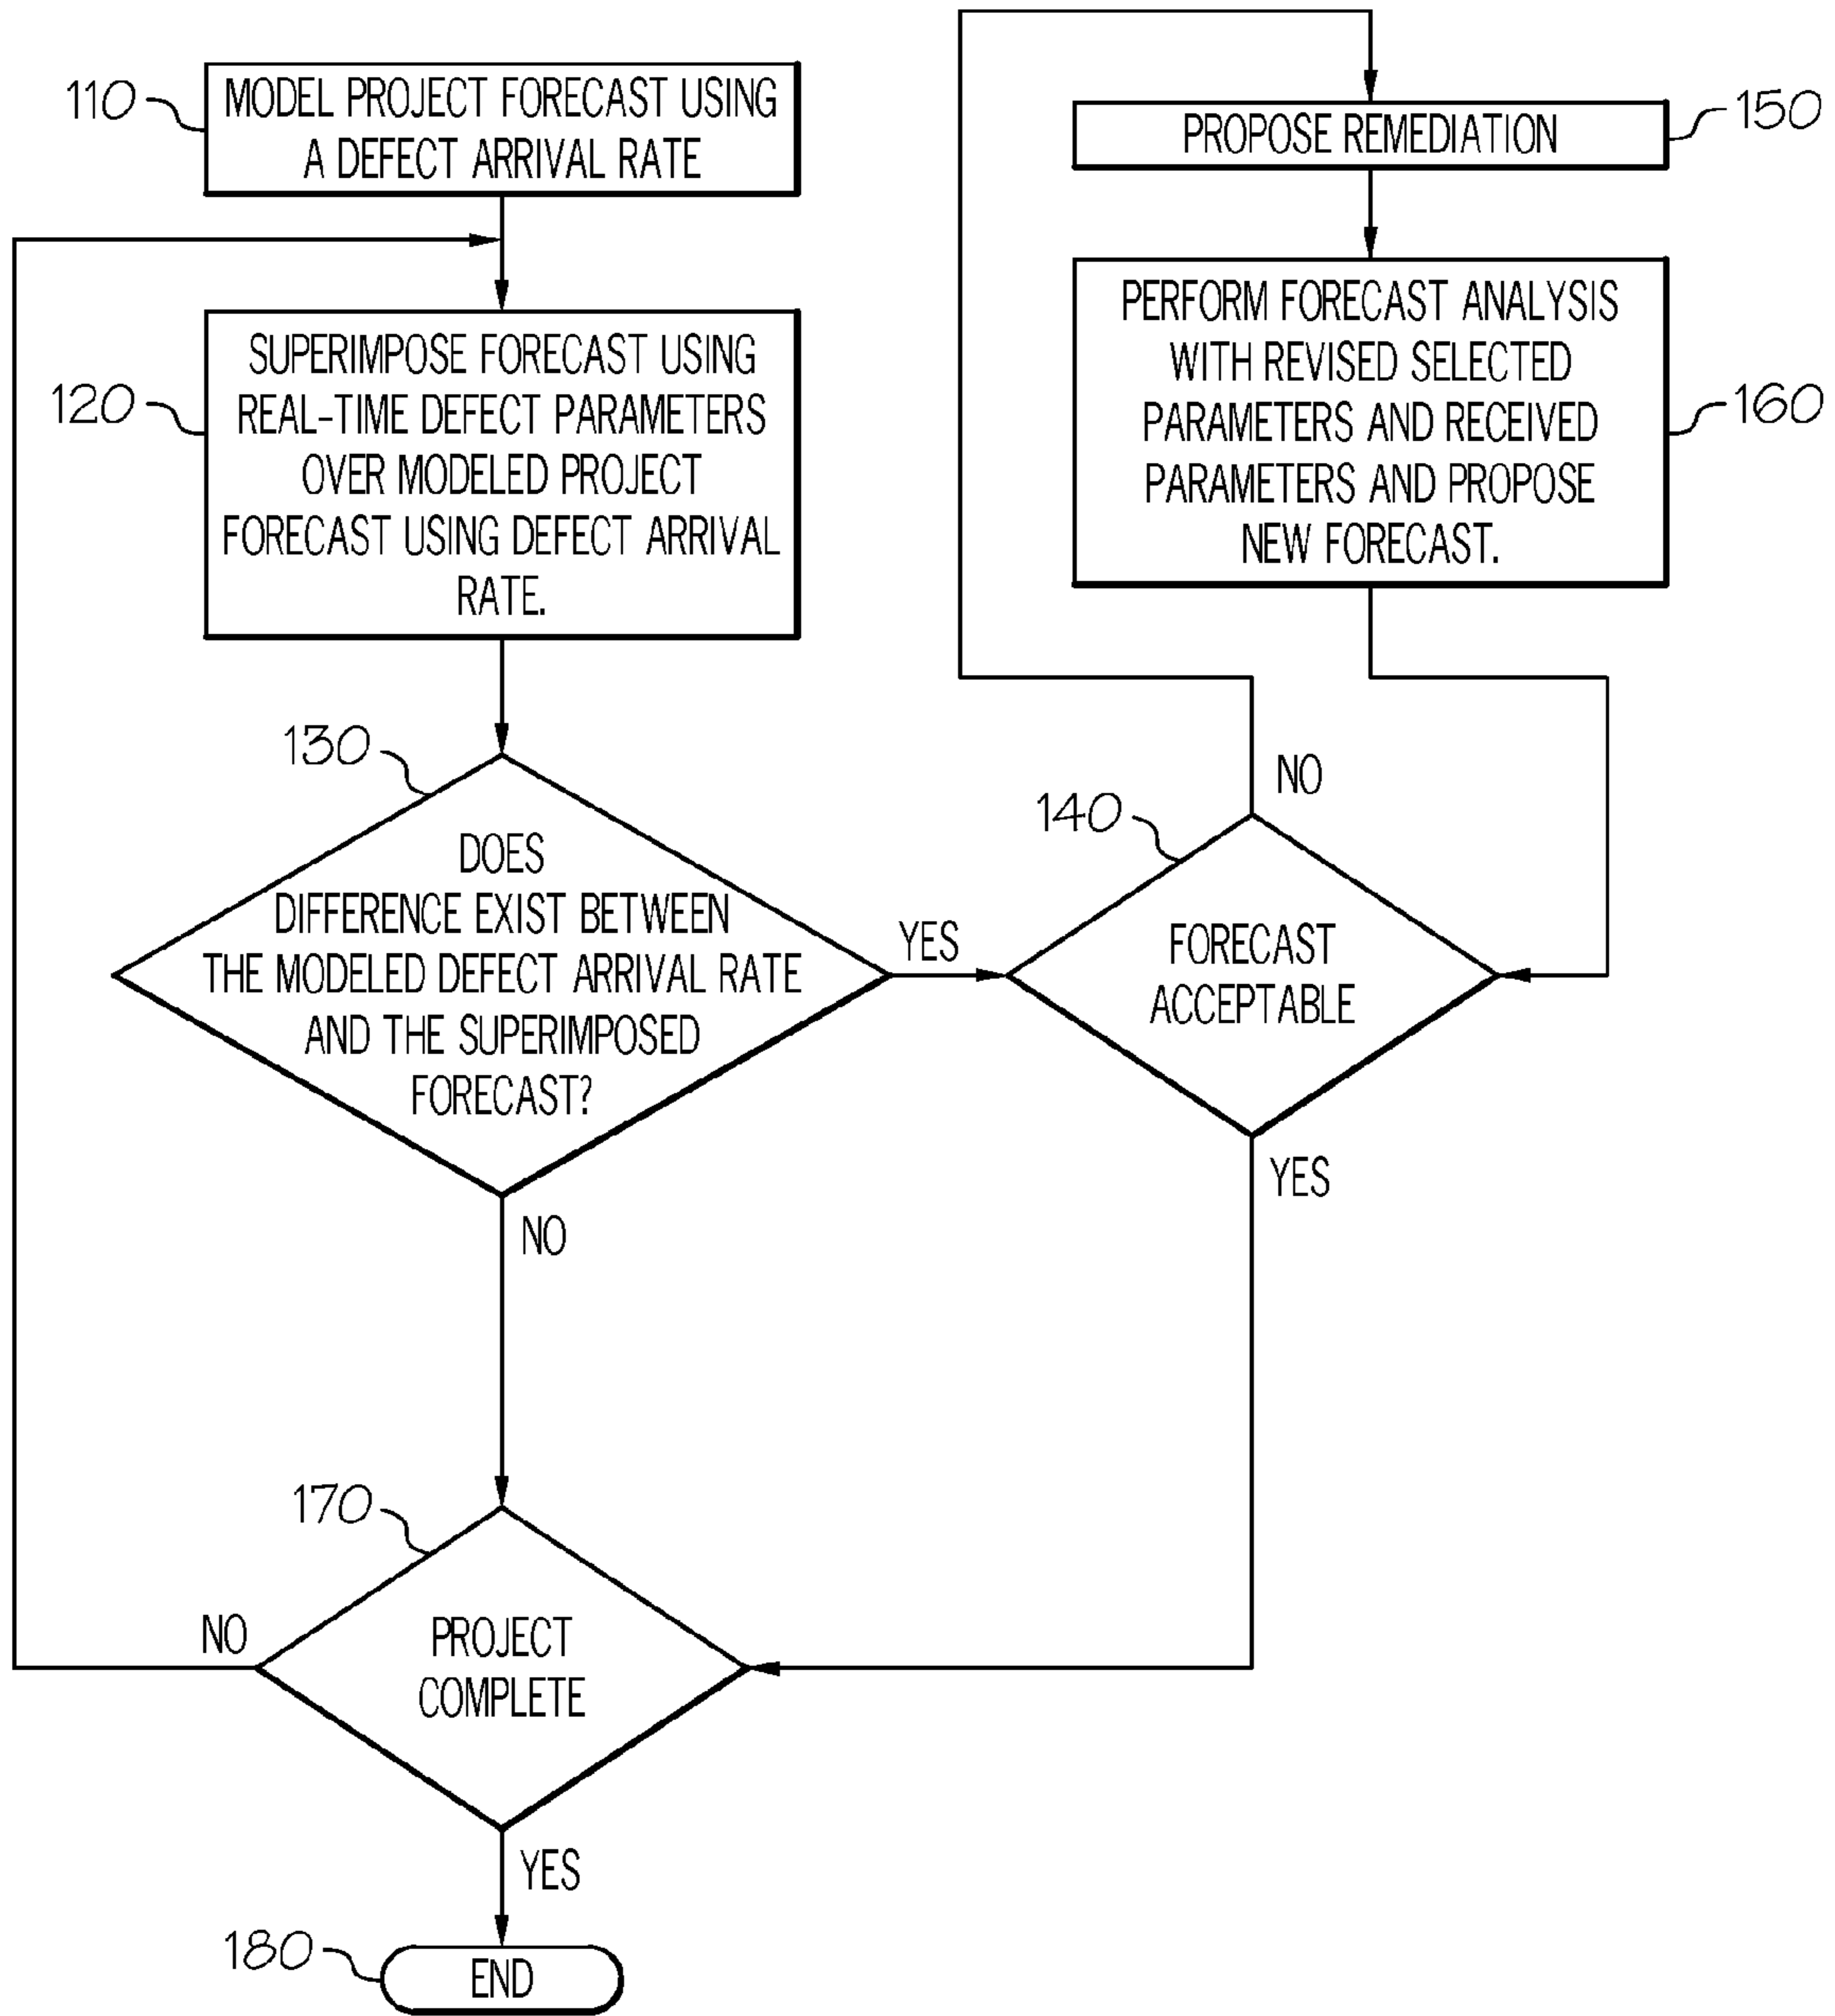 110
MODEL PROJECT FORECAST USING
A DEFECT ARRIVAL RATE
120
SUPERIMPOSE FORECAST USING
REAL-TIME DEFECT PARAMETERS
OVER MODELED PROJECT
FORECAST USING DEFECT ARRIVAL
RATE.
130
DOES
DIFFERENCE EXIST BETWEEN
THE MODELED DEFECT ARRIVAL RATE
AND THE SUPERIMPOSED
FORECAST?
YES
NO
140
FORECAST
ACCEPTABLE
NO
YES
150
PROPOSE REMEDIATION
160
PERFORM FORECAST ANALYSIS
WITH REVISED SELECTED
PARAMETERS AND RECEIVED
PARAMETERS AND PROPOSE
NEW FORECAST.
170
PROJECT
COMPLETE
NO
YES
180
END